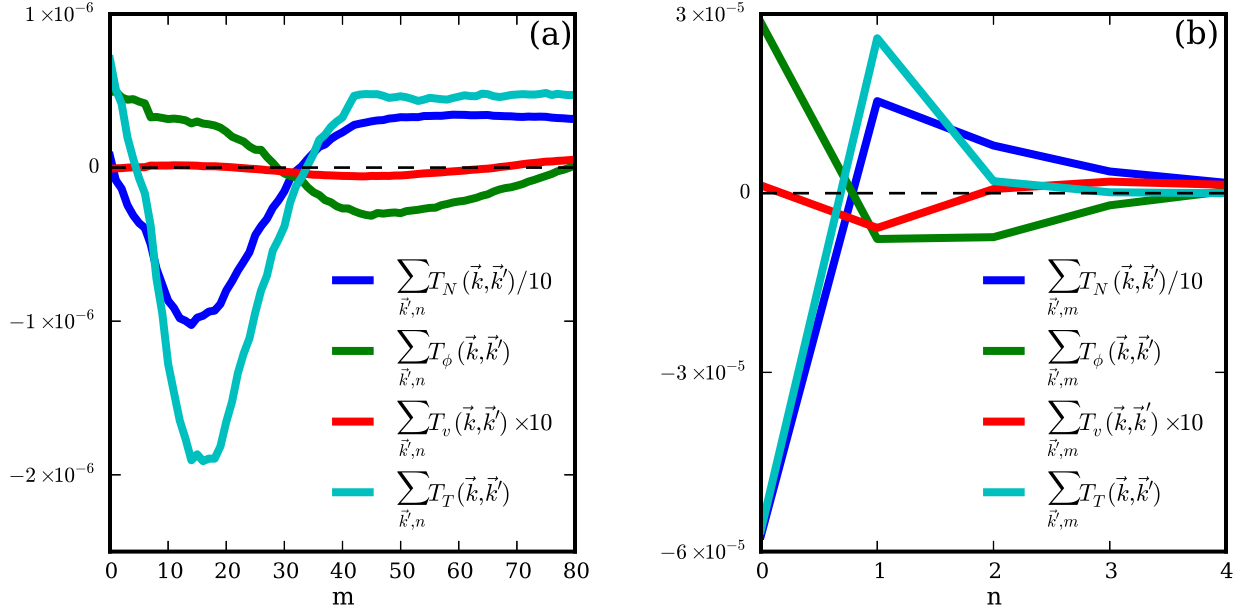 (a)
1×10⁻⁶
0
−1×10⁻⁶
−2×10⁻⁶
∑_{k⃗′,n} T_N(k⃗,k⃗′)/10
∑_{k⃗′,n} T_ϕ(k⃗,k⃗′)
∑_{k⃗′,n} T_v(k⃗,k⃗′)×10
∑_{k⃗′,n} T_T(k⃗,k⃗′)
0 10 20 30 40 50 60 70 80
m
(b)
3×10⁻⁵
0
−3×10⁻⁵
−6×10⁻⁵
∑_{k⃗′,m} T_N(k⃗,k⃗′)/10
∑_{k⃗′,m} T_ϕ(k⃗,k⃗′)
∑_{k⃗′,m} T_v(k⃗,k⃗′)×10
∑_{k⃗′,m} T_T(k⃗,k⃗′)
0 1 2 3 4
n